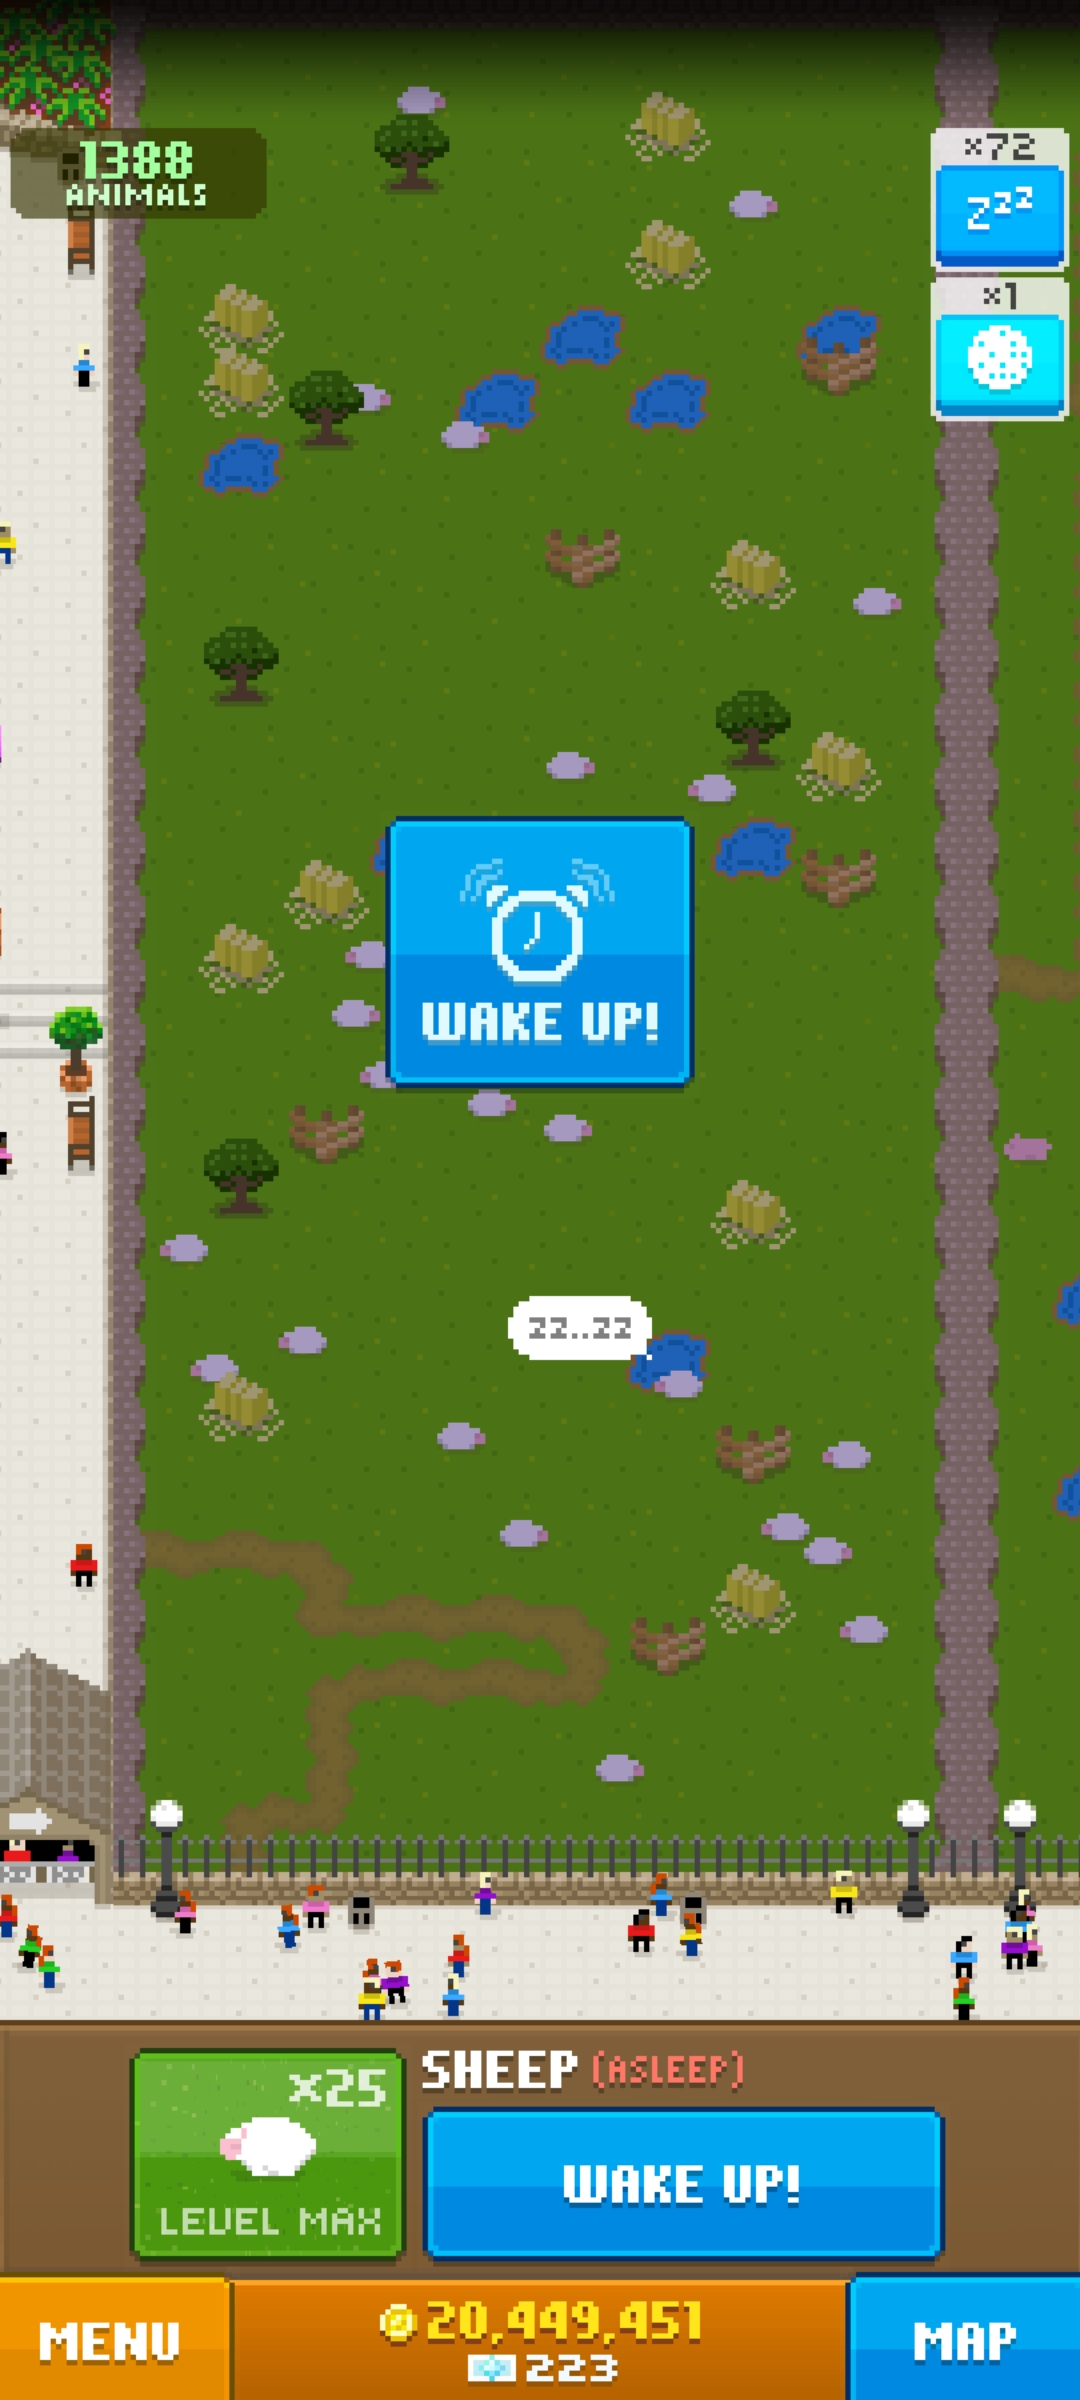 1388
ANIMALS
x72
zzz
x1
WAKE UP!
zz..zz
x25
LEVEL MAX
SHEEP (ASLEEP)
WAKE UP!
MENU
20,449,451
223
MAP